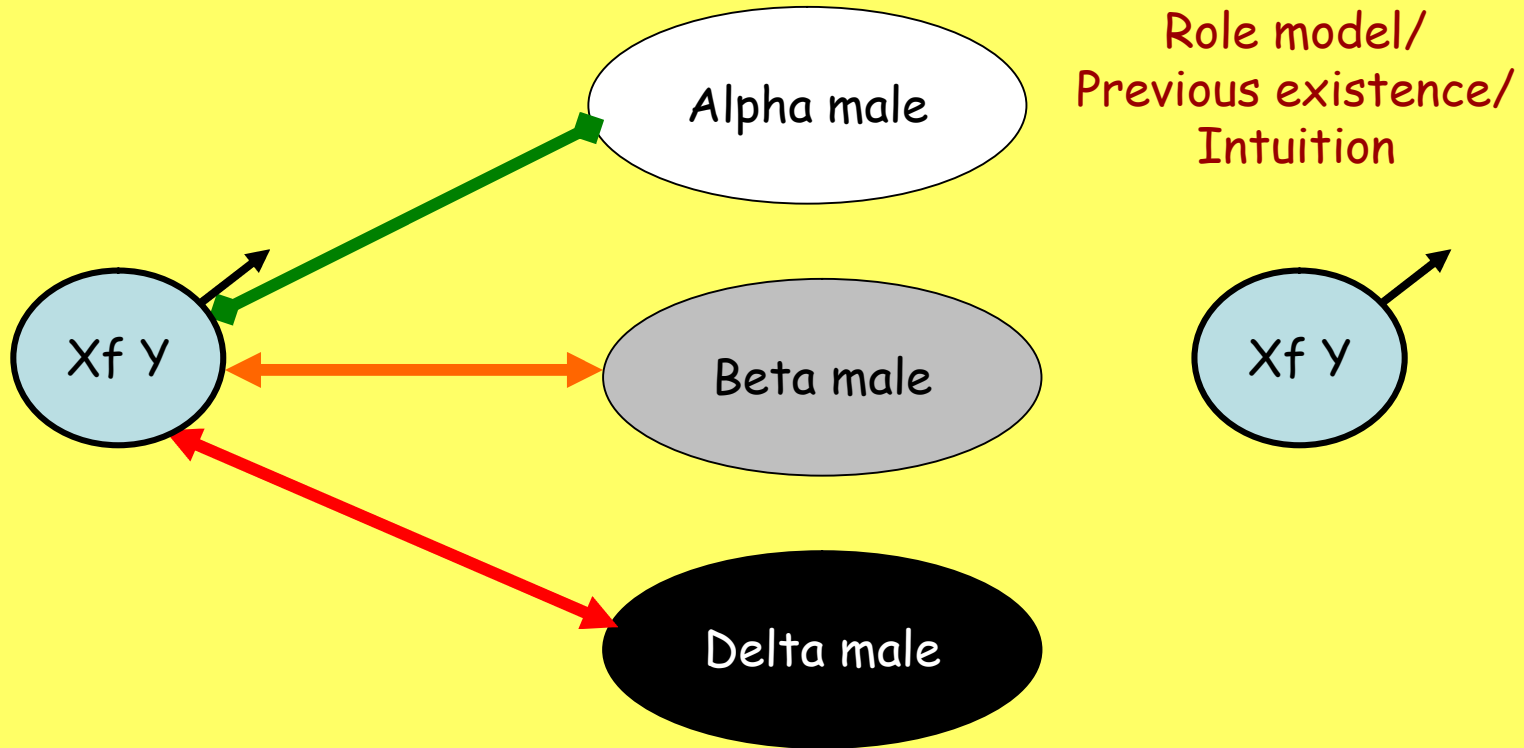 Alpha male
Role model/
Previous existence/
Intuition
Xf Y
Beta male
Xf Y
Delta male